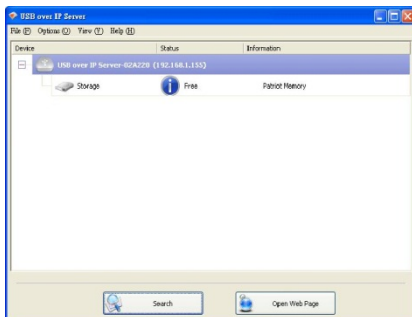 USB over IP Server
File (F) Options (O) View (Y) Help (H)
Device Status Information
USB over IP Server-02A220 (192.168.1.155)
Storage Free Patriot Memory
Search Open Web Page